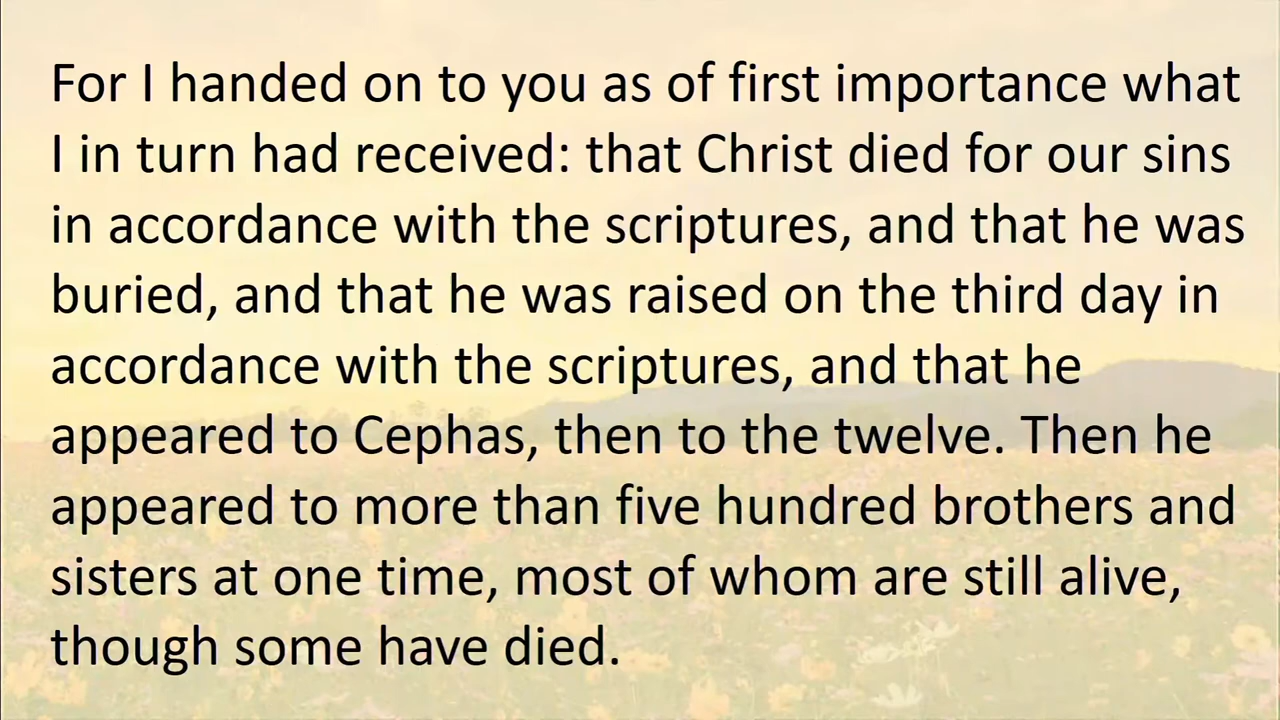 For I handed on to you as of first importance what
I in turn had received: that Christ died for our sins
in accordance with the scriptures, and that he was
buried, and that he was raised on the third day in
accordance with the scriptures, and that he
appeared to Cephas, then to the twelve. Then he
appeared to more than five hundred brothers and
sisters at one time, most of whom are still alive,
though some have died.